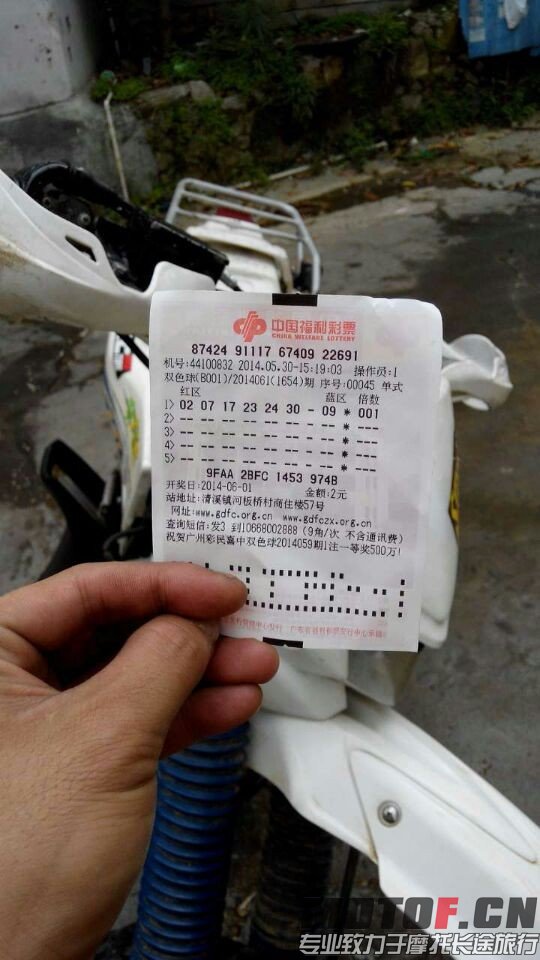 中国福利彩票
CHINA WELFARE LOTTERY
87424 91117 67409 22691
机号:44100832 2014.05.30-15:19:03 操作员:1
双色球(B001)/2014061(1654)期 序号:00045 单式
红区 蓝区 倍数
1> 02 07 17 23 24 30 - 09 * 001
2> -- -- -- -- -- -- - -- * ---
3> -- -- -- -- -- -- - -- * ---
4> -- -- -- -- -- -- - -- * ---
5> -- -- -- -- -- -- - -- * ---
9FAA 2BFC 1453 974B
开奖日:2014-06-01 金额:2元
站地址:清溪镇河板桥村商住楼57号
网址:www.gdfc.org.cn www.gdfczx.org.cn
查询短信:发3 到10668002888 (9角/次 不含通讯费)
祝贺广州彩民喜中双色球2014059期1注一等奖500万!
MOTOF.CN
专业致力于摩托长途旅行